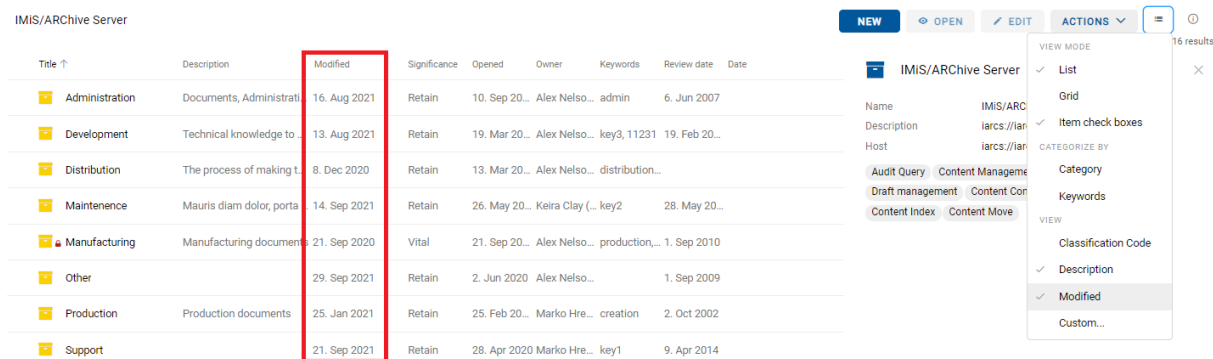 IMiS/ARChive Server
NEW OPEN EDIT ACTIONS
16 results
Title ↑ Description Modified Significance Opened Owner Keywords Review date Date
Administration Documents, Administrati... 16. Aug 2021 Retain 10. Sep 20... Alex Nelso... admin 6. Jun 2007
Development Technical knowledge to ... 13. Aug 2021 Retain 19. Mar 20... Alex Nelso... key3, 11231 19. Feb 20...
Distribution The process of making t... 8. Dec 2020 Retain 13. Mar 20... Alex Nelso... distribution...
Maintenence Mauris diam dolor, porta ... 14. Sep 2021 Retain 26. May 20... Keira Clay (... key2 28. May 20...
Manufacturing Manufacturing documents 21. Sep 2020 Vital 21. Sep 20... Alex Nelso... production,... 1. Sep 2010
Other 29. Sep 2021 Retain 2. Jun 2020 Alex Nelso... 1. Sep 2009
Production Production documents 25. Jan 2021 Retain 25. Feb 20... Marko Hre... creation 2. Oct 2002
Support 21. Sep 2021 Retain 28. Apr 2020 Marko Hre... key1 9. Apr 2014
IMiS/ARChive Server
Name IMiS/ARC
Description iarcs://iar
Host iarcs://iar
Audit Query Content Manageme
Draft management Content Con
Content Index Content Move
VIEW MODE
List
Grid
Item check boxes
CATEGORIZE BY
Category
Keywords
VIEW
Classification Code
Description
Modified
Custom...